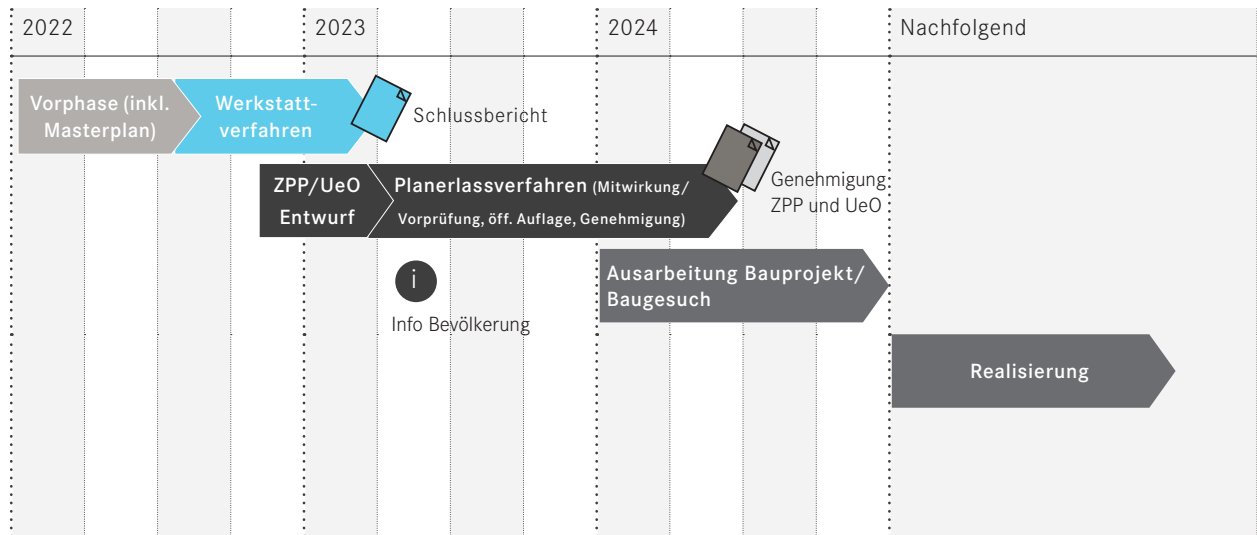 2022
2023
2024
Nachfolgend
Vorphase (inkl.
Masterplan)
Werkstatt-
verfahren
Schlussbericht
ZPP/UeO
Entwurf
Planerlassverfahren (Mitwirkung/
Vorprüfung, öff. Auflage, Genehmigung)
Genehmigung
ZPP und UeO
i
Info Bevölkerung
Ausarbeitung Bauprojekt/
Baugesuch
Realisierung